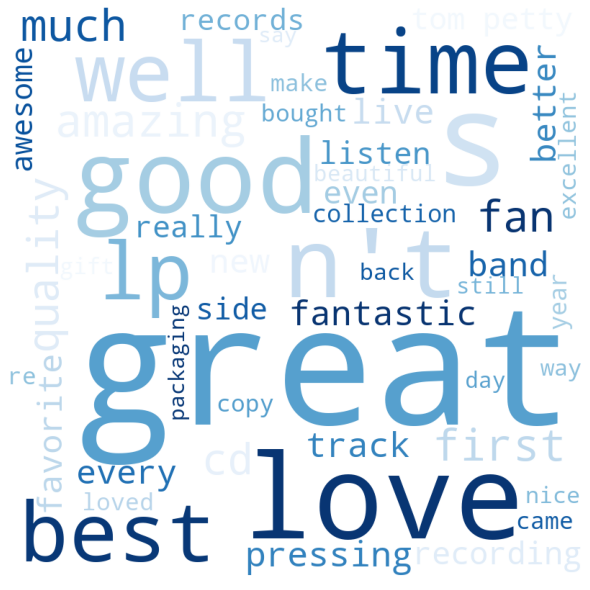 much
records
tom petty
say
time
awesome
well
make
better
amazing
bought
live
s
excellent
good
listen
beautiful
even
really
collection
fan
quality
lp
n't
new
gift
back
band
still
side
fantastic
year
great
packaging
re
favorite
copy
day
way
every
cd
track
first
loved
love
nice
best
came
pressing
recording